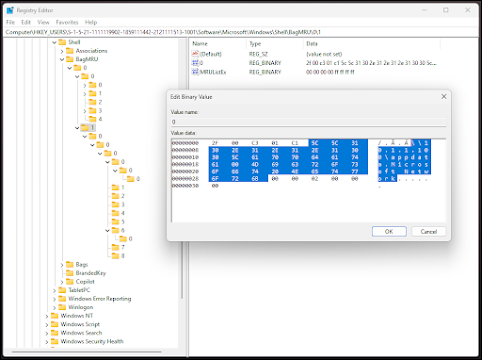 Registry Editor
File Edit View Favorites Help
Computer\HKEY_USERS\S-1-5-21-1111119902-1859111442-2121111513-1001\Software\Microsoft\Windows\Shell\BagMRU\0\1
Shell
Associations
BagMRU
0
0
0
1
2
3
4
1
0
0
0
0
0
1
2
3
4
5
6
0
7
8
Bags
BrandedKey
Copilot
TabletPC
Windows Error Reporting
Winlogon
Windows NT
Windows Script
Windows Search
Windows Security Health
Name Type Data
(Default) REG_SZ (value not set)
0 REG_BINARY 2f 00 c3 01 c1 5c 5c 31 30 2e 31 2e 31 2e 31 30 30 5c...
MRUListEx REG_BINARY 00 00 00 00 ff ff ff ff
Edit Binary Value
Value name:
0
Value data:
00000000 2F 00 C3 01 C1 5C 5C 31 / . Ã . Á \ \ 1
00000008 30 2E 31 2E 31 2E 31 30 0 . 1 . 1 . 1 0
00000010 30 5C 61 70 70 64 61 74 0 \ a p p d a t
00000018 61 00 4D 69 63 72 6F 73 a . M i c r o s
00000020 6F 66 74 20 4E 65 74 77 o f t N e t w
00000028 6F 72 6B 00 00 02 00 00 o r k . . . . .
00000030 00 .
OK Cancel